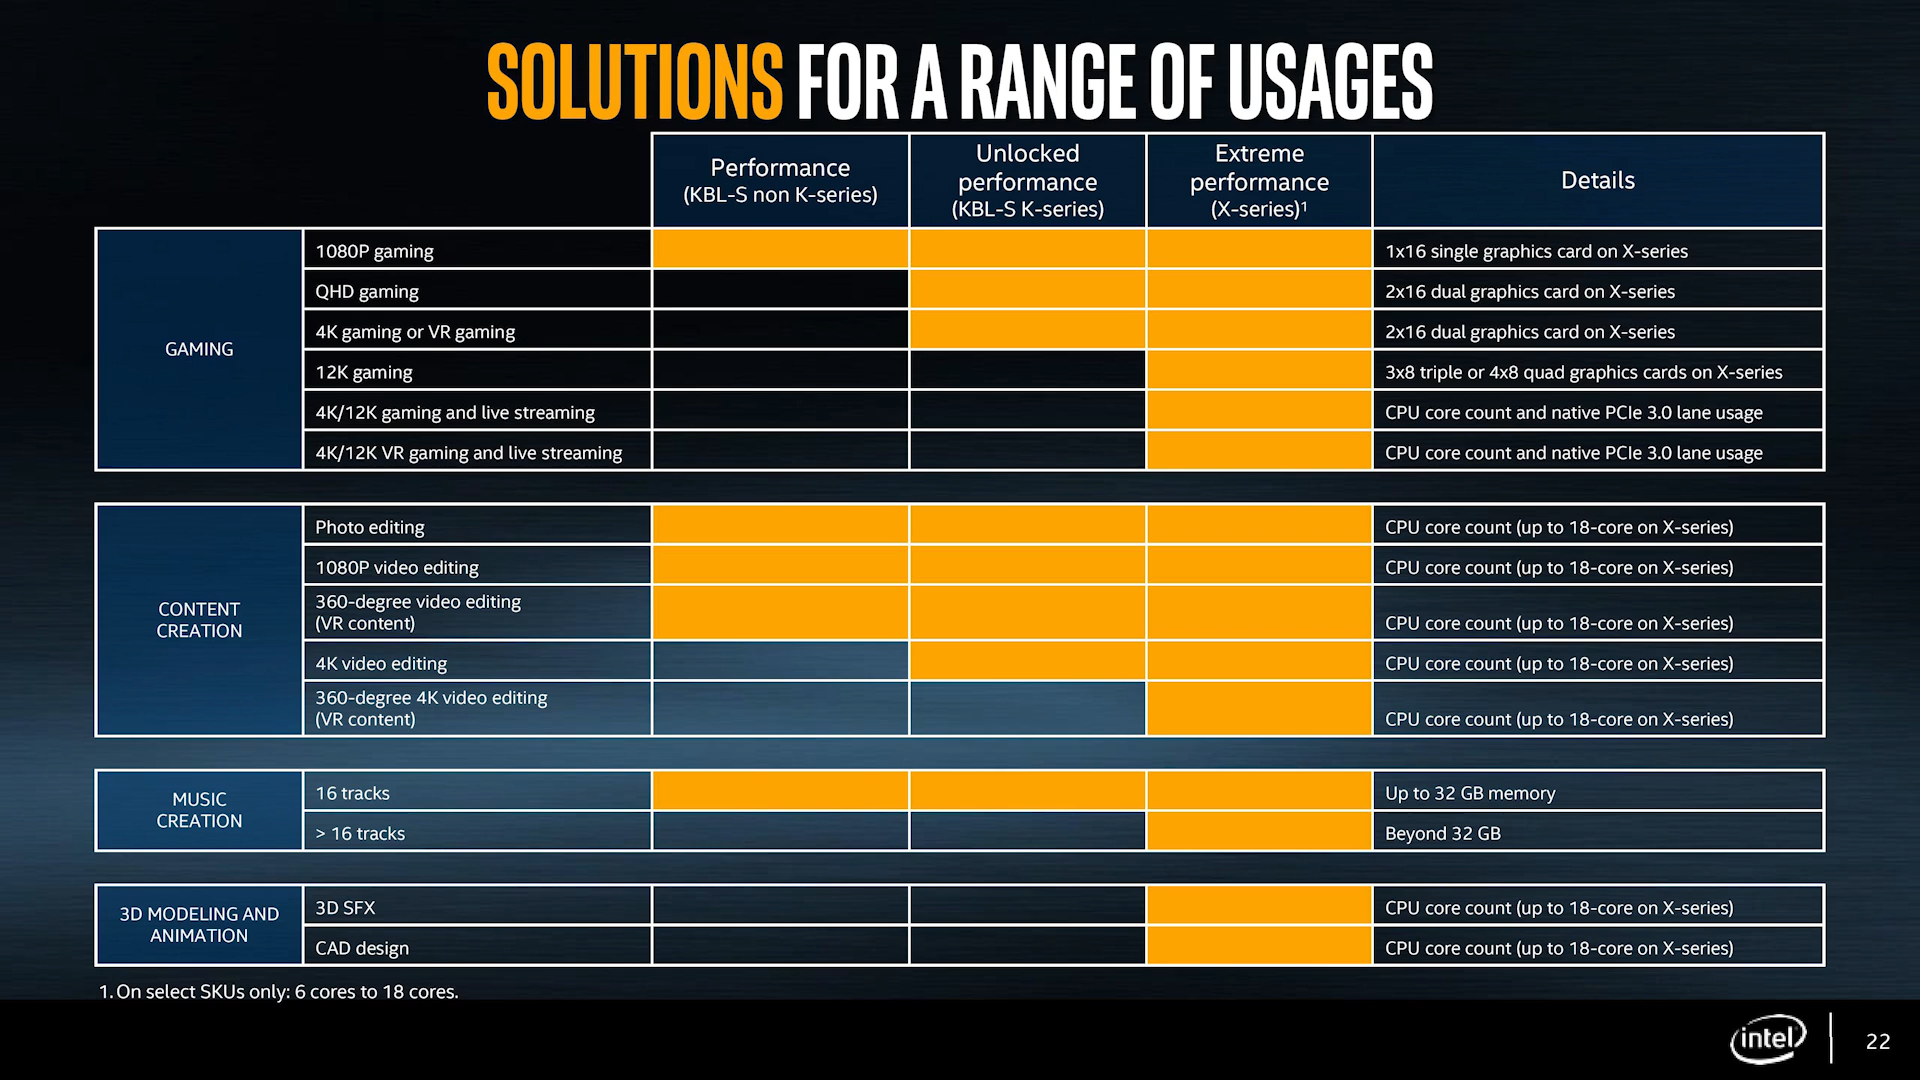 SOLUTIONS FOR A RANGE OF USAGES
Performance
(KBL-S non K-series)
Unlocked
performance
(KBL-S K-series)
Extreme
performance
(X-series)¹
Details
GAMING
1080P gaming
1x16 single graphics card on X-series
QHD gaming
2x16 dual graphics card on X-series
4K gaming or VR gaming
2x16 dual graphics card on X-series
12K gaming
3x8 triple or 4x8 quad graphics cards on X-series
4K/12K gaming and live streaming
CPU core count and native PCIe 3.0 lane usage
4K/12K VR gaming and live streaming
CPU core count and native PCIe 3.0 lane usage
CONTENT
CREATION
Photo editing
CPU core count (up to 18-core on X-series)
1080P video editing
CPU core count (up to 18-core on X-series)
360-degree video editing
(VR content)
CPU core count (up to 18-core on X-series)
4K video editing
CPU core count (up to 18-core on X-series)
360-degree 4K video editing
(VR content)
CPU core count (up to 18-core on X-series)
MUSIC
CREATION
16 tracks
Up to 32 GB memory
> 16 tracks
Beyond 32 GB
3D MODELING AND
ANIMATION
3D SFX
CPU core count (up to 18-core on X-series)
CAD design
CPU core count (up to 18-core on X-series)
1. On select SKUs only: 6 cores to 18 cores.
intel
22